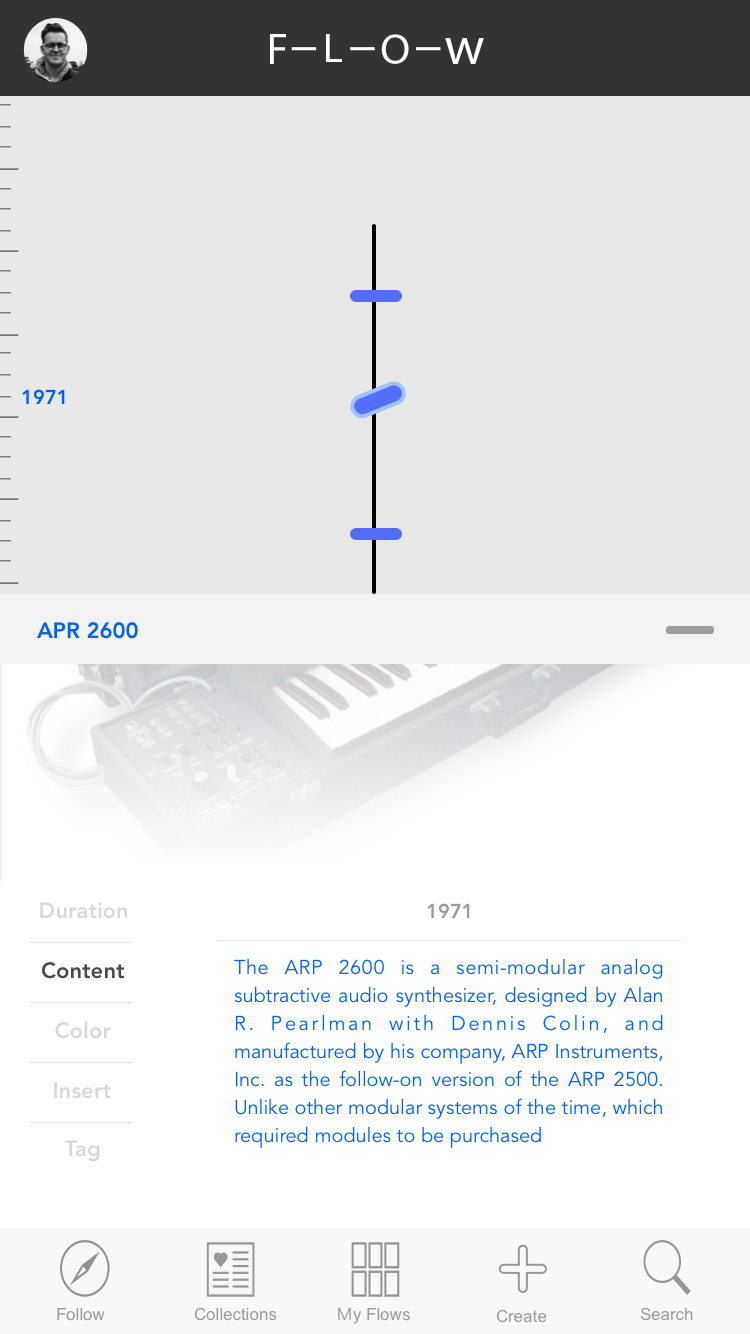 F—L—O—W
1971
APR 2600
Duration
1971
Content
The ARP 2600 is a semi-modular analog
subtractive audio synthesizer, designed by Alan
R. Pearlman with Dennis Colin, and
manufactured by his company, ARP Instruments,
Inc. as the follow-on version of the ARP 2500.
Unlike other modular systems of the time, which
required modules to be purchased
Color
Insert
Tag
Follow
Collections
My Flows
Create
Search